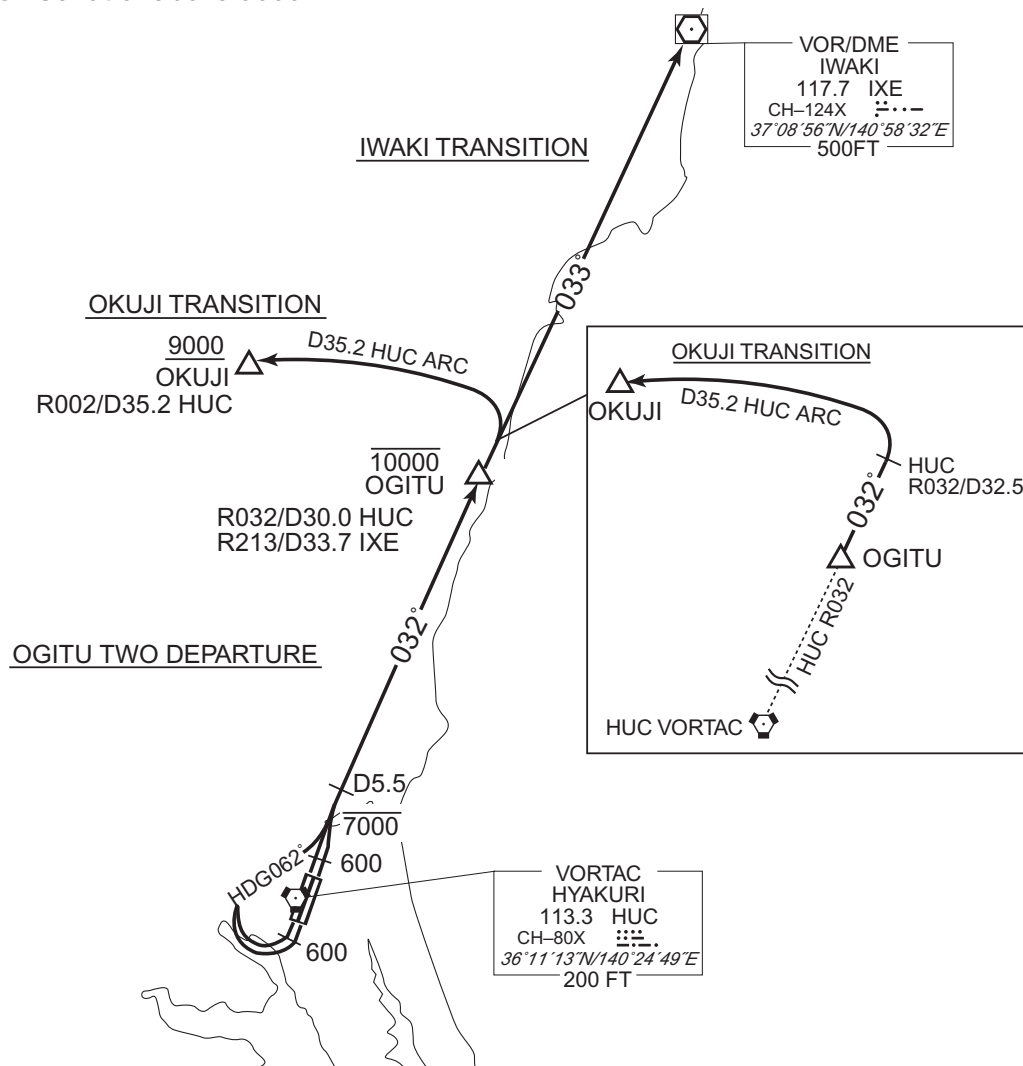 VOR/DME
IWAKI
117.7 IXE
CH–124X
37°08´56˝N/140°58´32˝E
500FT
IWAKI TRANSITION
033°
OKUJI TRANSITION
9000
OKUJI
R002/D35.2 HUC
D35.2 HUC ARC
10000
OGITU
R032/D30.0 HUC
R213/D33.7 IXE
032°
OGITU TWO DEPARTURE
D5.5
7000
600
HDG062°
600
VORTAC
HYAKURI
113.3 HUC
CH–80X
36°11´13˝N/140°24´49˝E
200 FT
OKUJI TRANSITION
OKUJI
D35.2 HUC ARC
HUC
R032/D32.5
032°
OGITU
HUC R032
HUC VORTAC